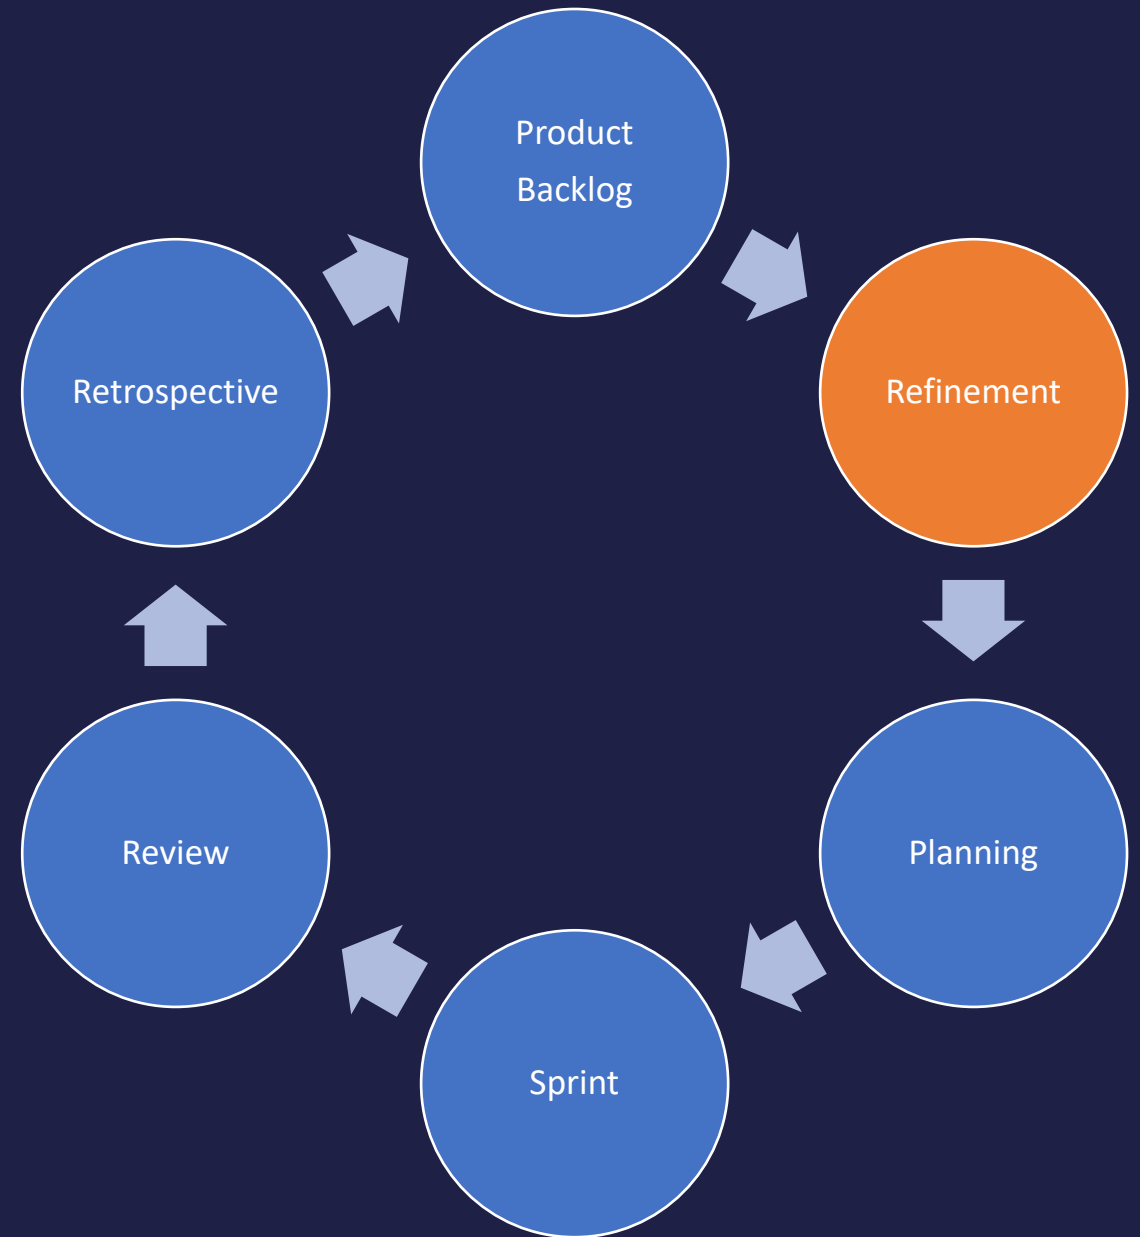 Product
Backlog
Refinement
Planning
Sprint
Review
Retrospective